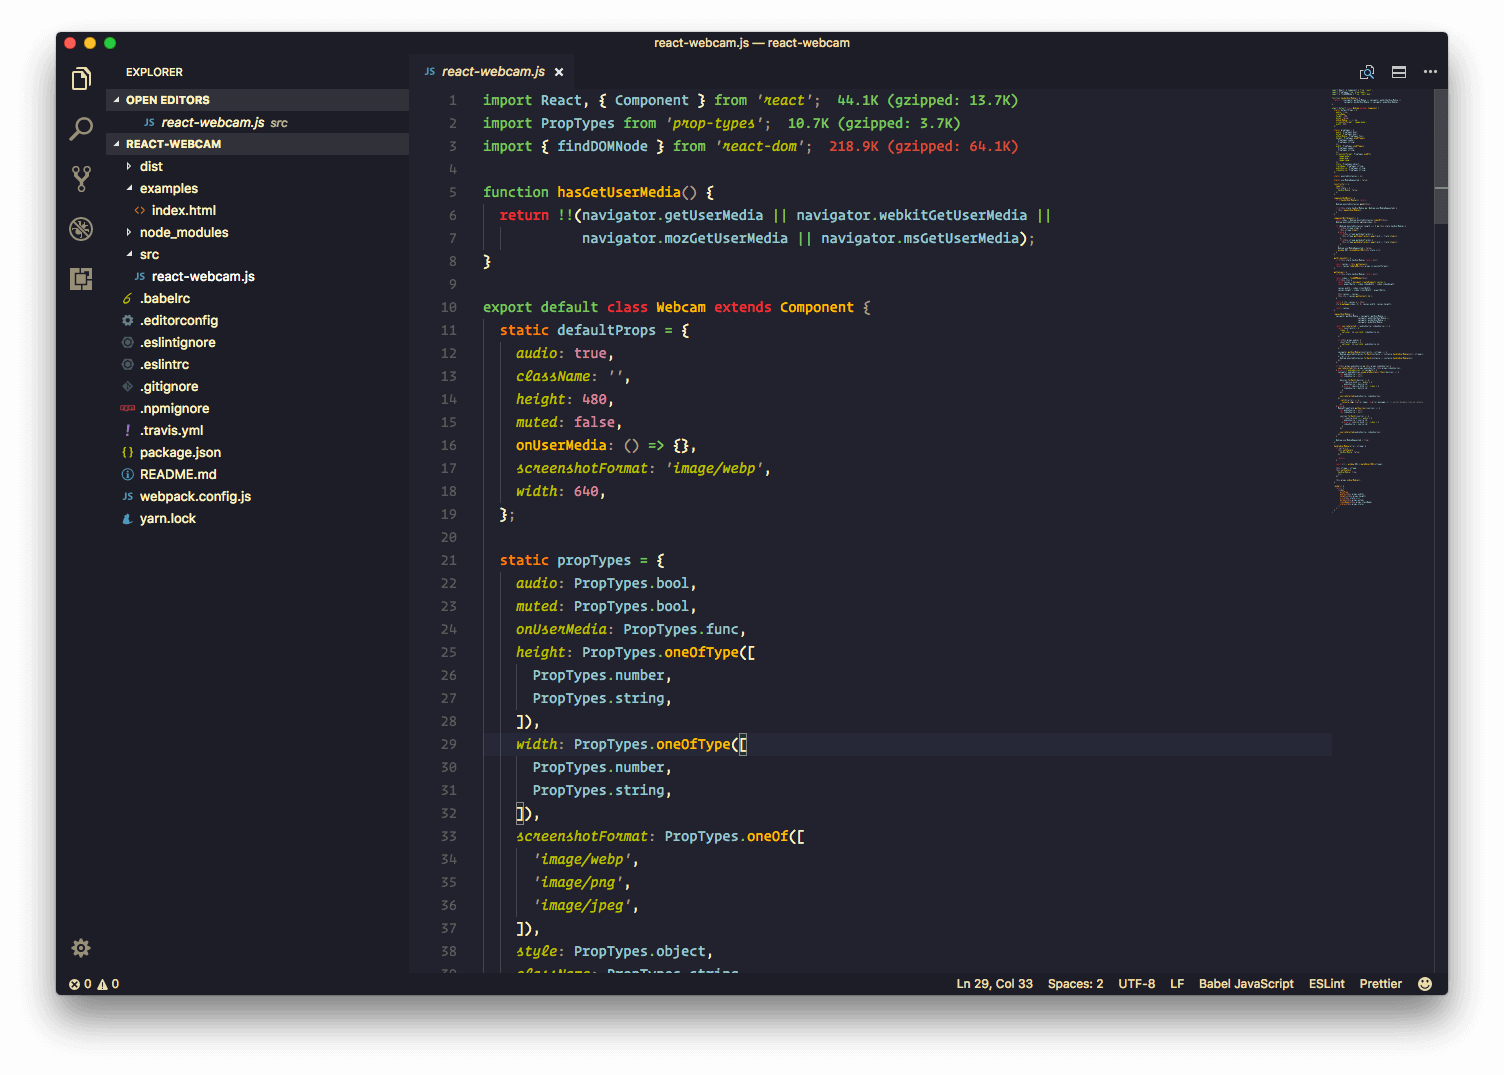 react-webcam.js — react-webcam
EXPLORER
OPEN EDITORS
JS react-webcam.js src
REACT-WEBCAM
dist
examples
<> index.html
node_modules
src
JS react-webcam.js
.babelrc
.editorconfig
.eslintignore
.eslintrc
.gitignore
.npmignore
! .travis.yml
{} package.json
README.md
JS webpack.config.js
yarn.lock
JS react-webcam.js ×
1 import React, { Component } from 'react'; 44.1K (gzipped: 13.7K)
2 import PropTypes from 'prop-types'; 10.7K (gzipped: 3.7K)
3 import { findDOMNode } from 'react-dom'; 218.9K (gzipped: 64.1K)
4
5 function hasGetUserMedia() {
6 return !!(navigator.getUserMedia || navigator.webkitGetUserMedia ||
7 navigator.mozGetUserMedia || navigator.msGetUserMedia);
8 }
9
10 export default class Webcam extends Component {
11 static defaultProps = {
12 audio: true,
13 className: '',
14 height: 480,
15 muted: false,
16 onUserMedia: () => {},
17 screenshotFormat: 'image/webp',
18 width: 640,
19 };
20
21 static propTypes = {
22 audio: PropTypes.bool,
23 muted: PropTypes.bool,
24 onUserMedia: PropTypes.func,
25 height: PropTypes.oneOfType([
26 PropTypes.number,
27 PropTypes.string,
28 ]),
29 width: PropTypes.oneOfType([
30 PropTypes.number,
31 PropTypes.string,
32 ]),
33 screenshotFormat: PropTypes.oneOf([
34 'image/webp',
35 'image/png',
36 'image/jpeg',
37 ]),
38 style: PropTypes.object,
39 className: PropTypes.string,
0 0 Ln 29, Col 33 Spaces: 2 UTF-8 LF Babel JavaScript ESLint Prettier